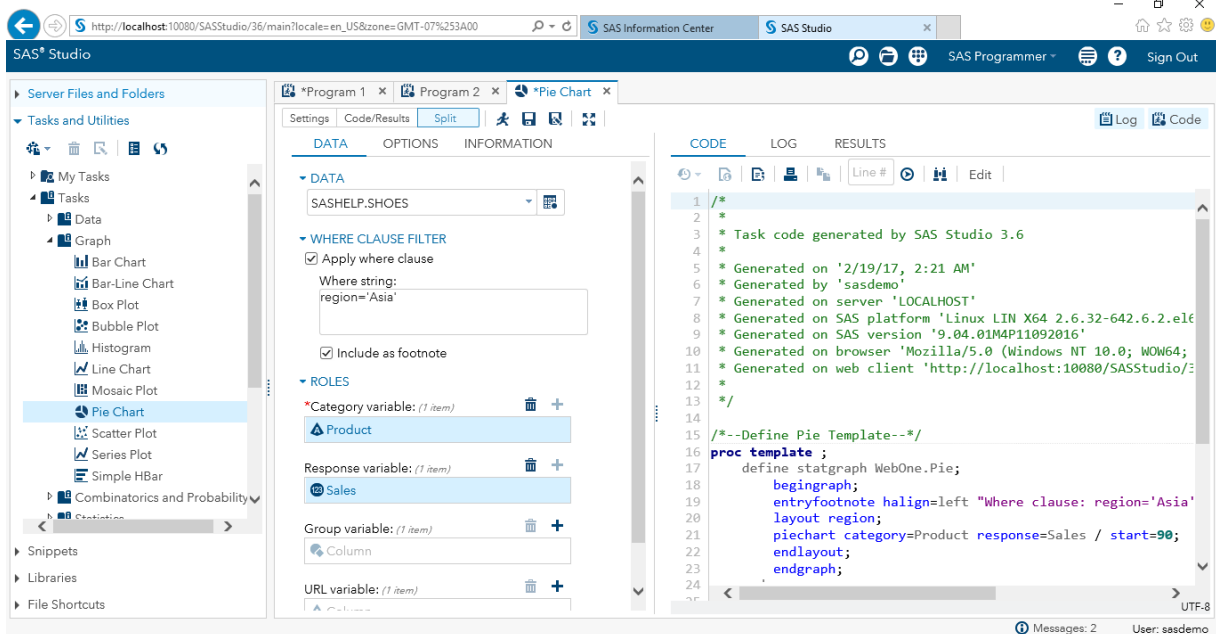 http://localhost:10080/SASStudio/36/main?locale=en_US&zone=GMT-07%253A00
SAS Information Center
SAS Studio
SAS® Studio
SAS Programmer
Sign Out
Server Files and Folders
Tasks and Utilities
My Tasks
Tasks
Data
Graph
Bar Chart
Bar-Line Chart
Box Plot
Bubble Plot
Histogram
Line Chart
Mosaic Plot
Pie Chart
Scatter Plot
Series Plot
Simple HBar
Combinatorics and Probability
Statistics
Snippets
Libraries
File Shortcuts
*Program 1
Program 2
*Pie Chart
Settings Code/Results Split
Log Code
DATA OPTIONS INFORMATION
DATA
SASHELP.SHOES
WHERE CLAUSE FILTER
Apply where clause
Where string:
region='Asia'
Include as footnote
ROLES
*Category variable: (1 item)
Product
Response variable: (1 item)
123 Sales
Group variable: (1 item)
Column
URL variable: (1 item)
Column
CODE LOG RESULTS
Line # Edit
1 /*
2 *
3 * Task code generated by SAS Studio 3.6
4 *
5 * Generated on '2/19/17, 2:21 AM'
6 * Generated by 'sasdemo'
7 * Generated on server 'LOCALHOST'
8 * Generated on SAS platform 'Linux LIN X64 2.6.32-642.6.2.el6
9 * Generated on SAS version '9.04.01M4P11092016'
10 * Generated on browser 'Mozilla/5.0 (Windows NT 10.0; WOW64;
11 * Generated on web client 'http://localhost:10080/SASStudio/3
12 *
13 */
14
15 /*--Define Pie Template--*/
16 proc template ;
17 define statgraph WebOne.Pie;
18 begingraph;
19 entryfootnote halign=left "Where clause: region='Asia'
20 layout region;
21 piechart category=Product response=Sales / start=90;
22 endlayout;
23 endgraph;
24
25
UTF-8
Messages: 2
User: sasdemo